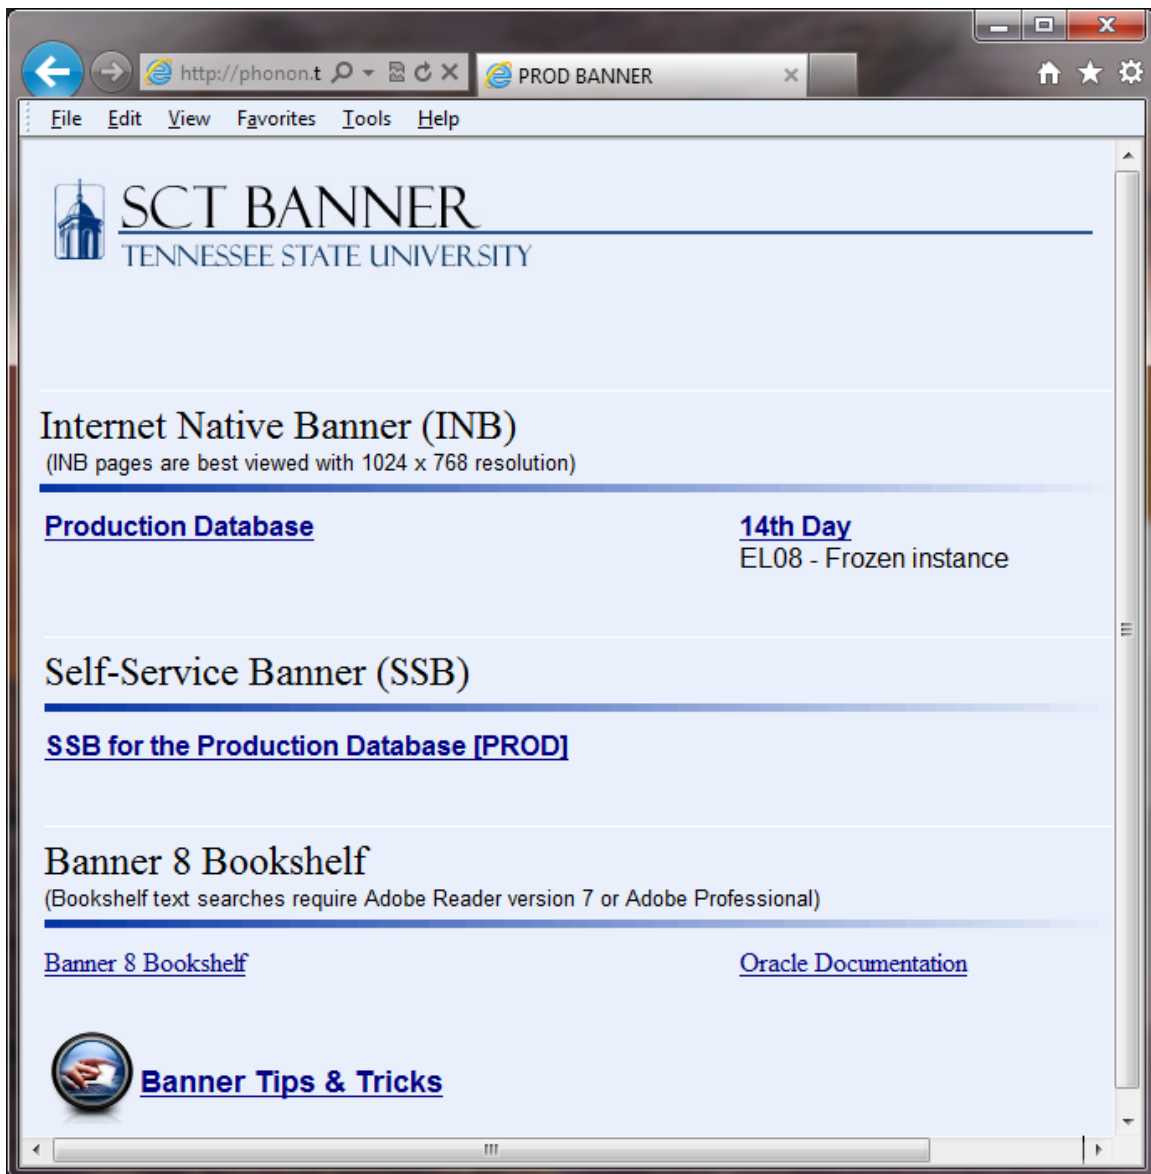 http://phonon.t
PROD BANNER
File Edit View Favorites Tools Help
SCT BANNER
TENNESSEE STATE UNIVERSITY
Internet Native Banner (INB)
(INB pages are best viewed with 1024 x 768 resolution)
Production Database
14th Day
EL08 - Frozen instance
Self-Service Banner (SSB)
SSB for the Production Database [PROD]
Banner 8 Bookshelf
(Bookshelf text searches require Adobe Reader version 7 or Adobe Professional)
Banner 8 Bookshelf
Oracle Documentation
Banner Tips & Tricks